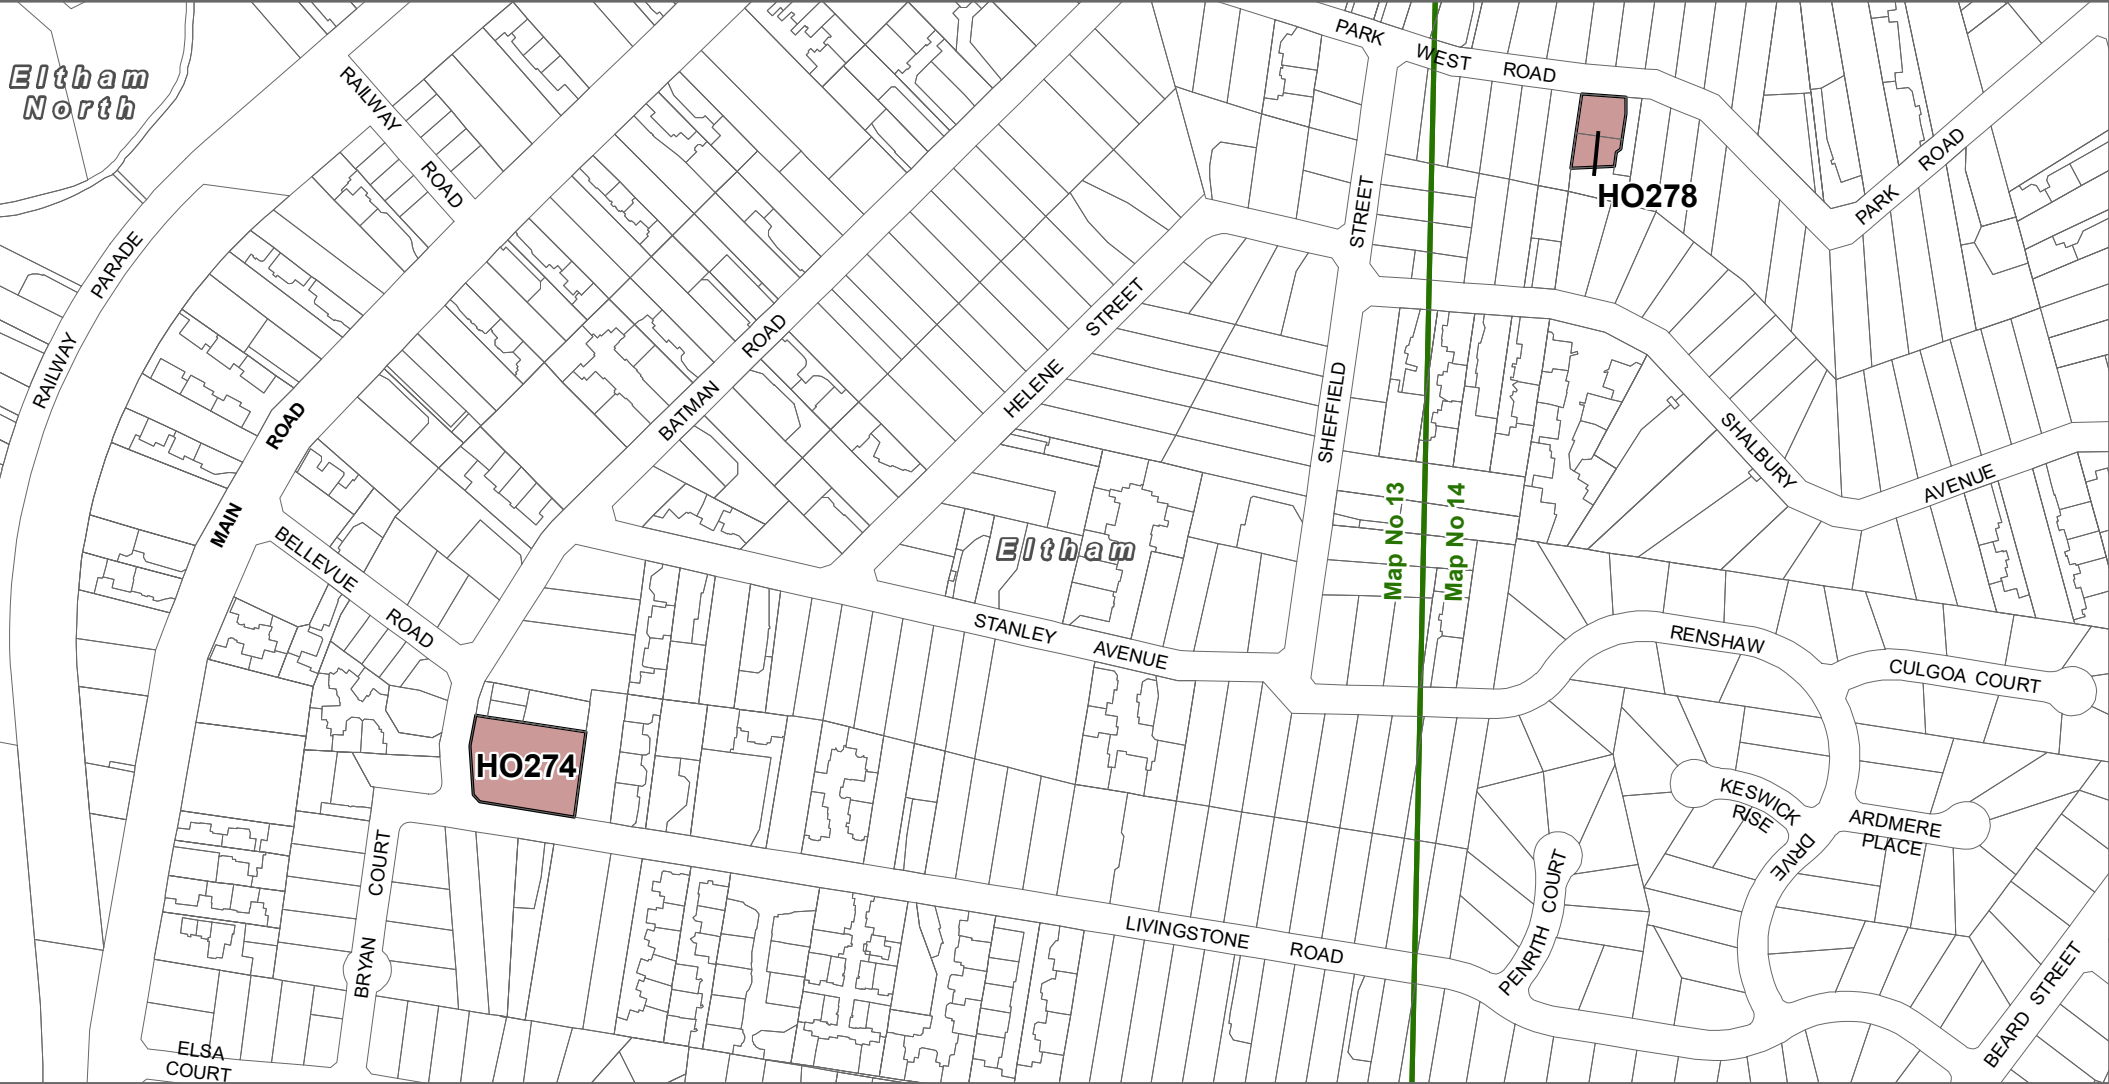 PARK WEST ROAD
Eltham
North
RAILWAY ROAD
HO278
PARK ROAD
STREET
RAILWAY PARADE
HELENE STREET
BATMAN ROAD
SHEFFIELD
MAIN ROAD
SHALBURY AVENUE
Map No 13
Map No 14
Eltham
BELLEVUE ROAD
STANLEY AVENUE
RENSHAW
CULGOA COURT
HO274
KESWICK
RISE
DRIVE
ARDMERE
PLACE
BRYAN COURT
LIVINGSTONE ROAD
PENRITH COURT
BEARD STREET
ELSA
COURT